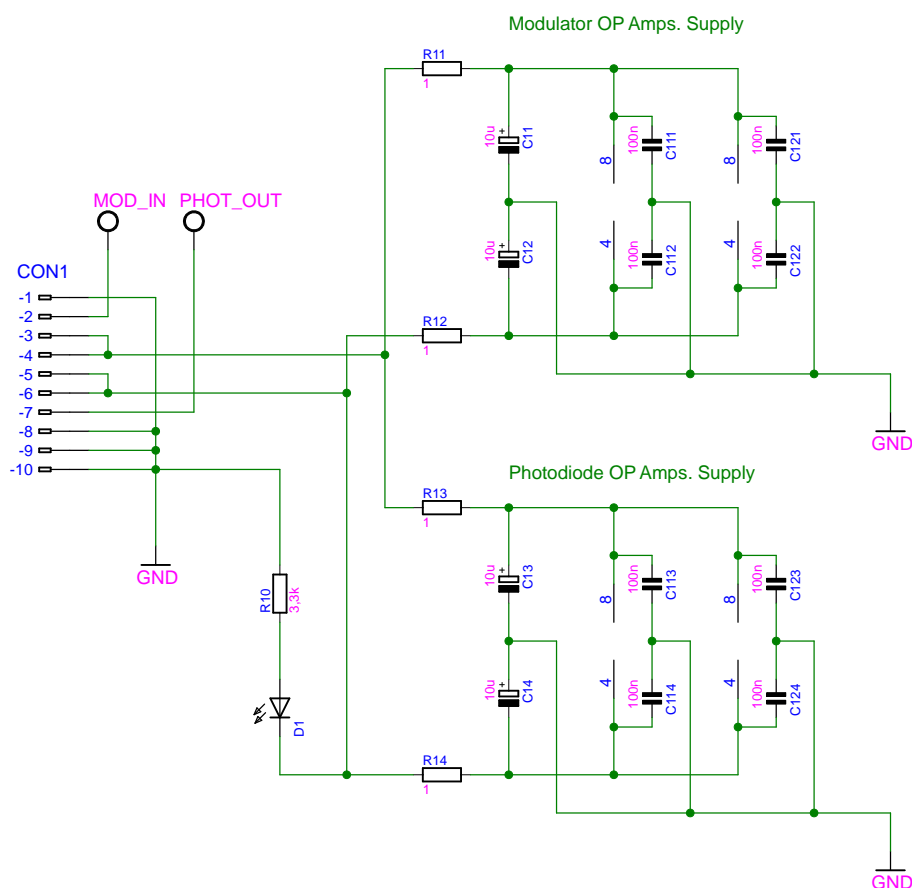 Modulator OP Amps. Supply
R11
1
10u
+
C11
100n
C111
8
100n
C121
8
MOD_IN PHOT_OUT
10u
+
C12
4
100n
C112
4
100n
C122
CON1
-1
-2
-3
-4
-5
-6
-7
-8
-9
-10
R12
1
GND
Photodiode OP Amps. Supply
R13
1
GND
R10
3,3k
10u
+
C13
100n
C113
8
100n
C123
8
10u
+
C14
4
100n
C114
4
100n
C124
D1
R14
1
GND